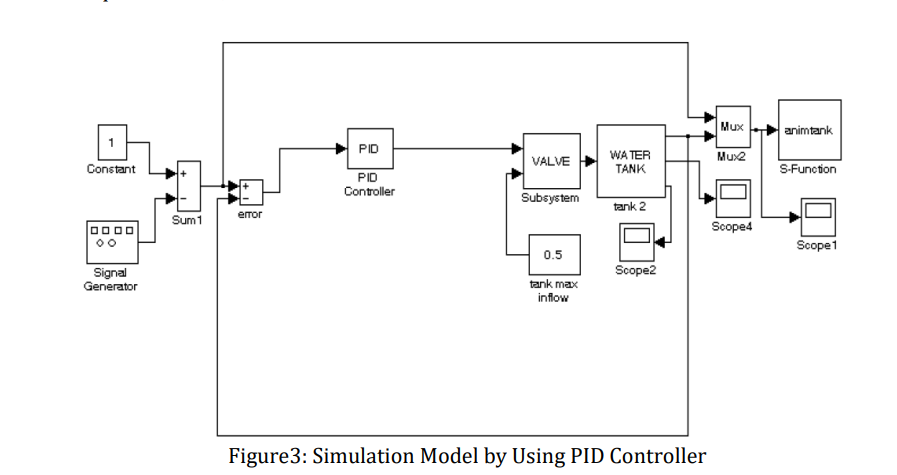 1
Constant
+
−
Sum1
Signal
Generator
+
−
error
PID
PID
Controller
VALVE
Subsystem
0.5
tank max
inflow
WATER
TANK
tank 2
Scope2
Mux
Mux2
Scope4
animtank
S-Function
Scope1
Figure3: Simulation Model by Using PID Controller